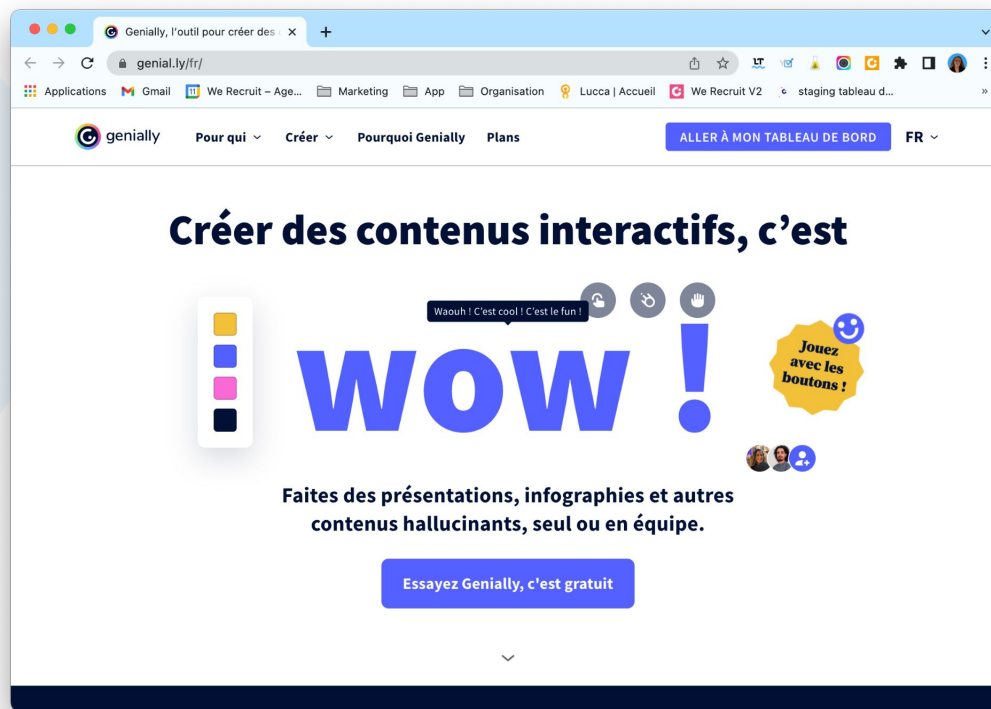 Genially, l'outil pour créer des
genial.ly/fr/
LT
Applications
Gmail
11
We Recruit – Age...
Marketing
App
Organisation
Lucca | Accueil
We Recruit V2
staging tableau d...
»
genially
Pour qui
Créer
Pourquoi Genially
Plans
ALLER À MON TABLEAU DE BORD
FR
Créer des contenus interactifs, c’est
Waouh ! C'est cool ! C'est le fun !
wow !
Jouez
avec les
boutons !
Faites des présentations, infographies et autres
contenus hallucinants, seul ou en équipe.
Essayez Genially, c'est gratuit